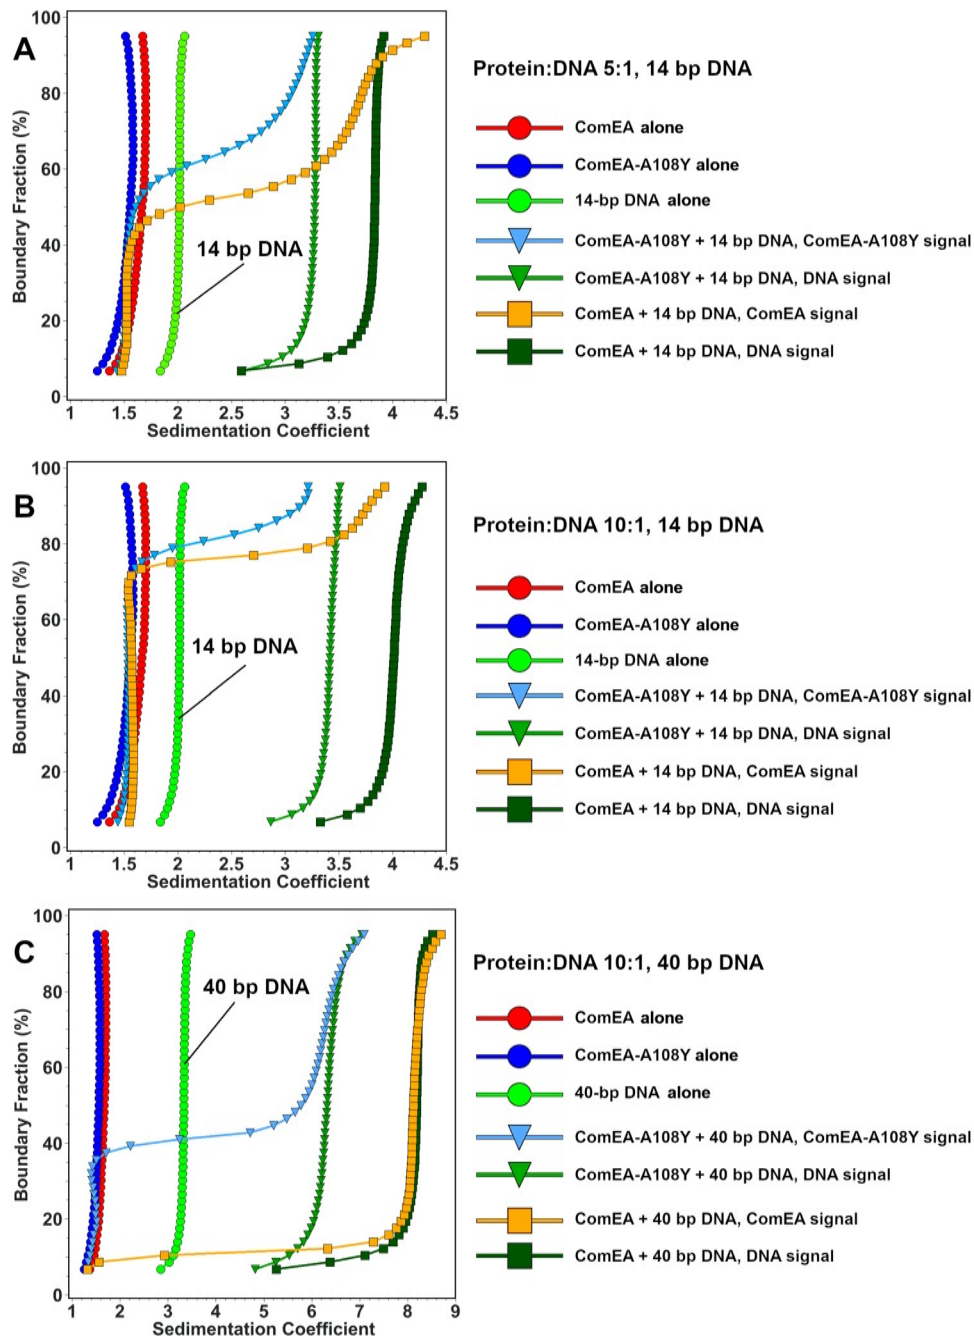 A
100
80
60
40
20
0
Boundary Fraction (%)
14 bp DNA
1 1.5 2 2.5 3 3.5 4 4.5
Sedimentation Coefficient
Protein:DNA 5:1, 14 bp DNA
ComEA alone
ComEA-A108Y alone
14-bp DNA alone
ComEA-A108Y + 14 bp DNA, ComEA-A108Y signal
ComEA-A108Y + 14 bp DNA, DNA signal
ComEA + 14 bp DNA, ComEA signal
ComEA + 14 bp DNA, DNA signal
B
100
80
60
40
20
0
Boundary Fraction (%)
14 bp DNA
1 1.5 2 2.5 3 3.5 4 4.5
Sedimentation Coefficient
Protein:DNA 10:1, 14 bp DNA
ComEA alone
ComEA-A108Y alone
14-bp DNA alone
ComEA-A108Y + 14 bp DNA, ComEA-A108Y signal
ComEA-A108Y + 14 bp DNA, DNA signal
ComEA + 14 bp DNA, ComEA signal
ComEA + 14 bp DNA, DNA signal
C
100
80
60
40
20
0
Boundary Fraction (%)
40 bp DNA
1 2 3 4 5 6 7 8 9
Sedimentation Coefficient
Protein:DNA 10:1, 40 bp DNA
ComEA alone
ComEA-A108Y alone
40-bp DNA alone
ComEA-A108Y + 40 bp DNA, ComEA-A108Y signal
ComEA-A108Y + 40 bp DNA, DNA signal
ComEA + 40 bp DNA, ComEA signal
ComEA + 40 bp DNA, DNA signal